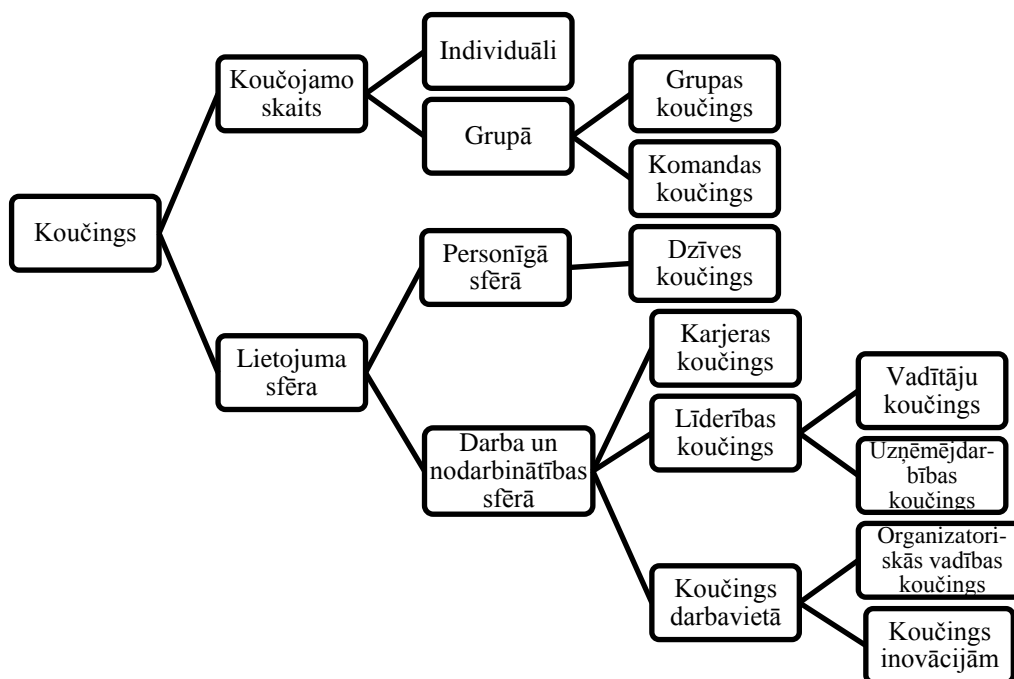 Koučings
Koučojamo
skaits
Individuāli
Grupā
Grupas
koučings
Komandas
koučings
Lietojuma
sfēra
Personīgā
sfērā
Dzīves
koučings
Darba un
nodarbinātības
sfērā
Karjeras
koučings
Līderības
koučings
Vadītāju
koučings
Uzņēmējdar-
bības
koučings
Koučings
darbavietā
Organizatori-
skās vadības
koučings
Koučings
inovācijām